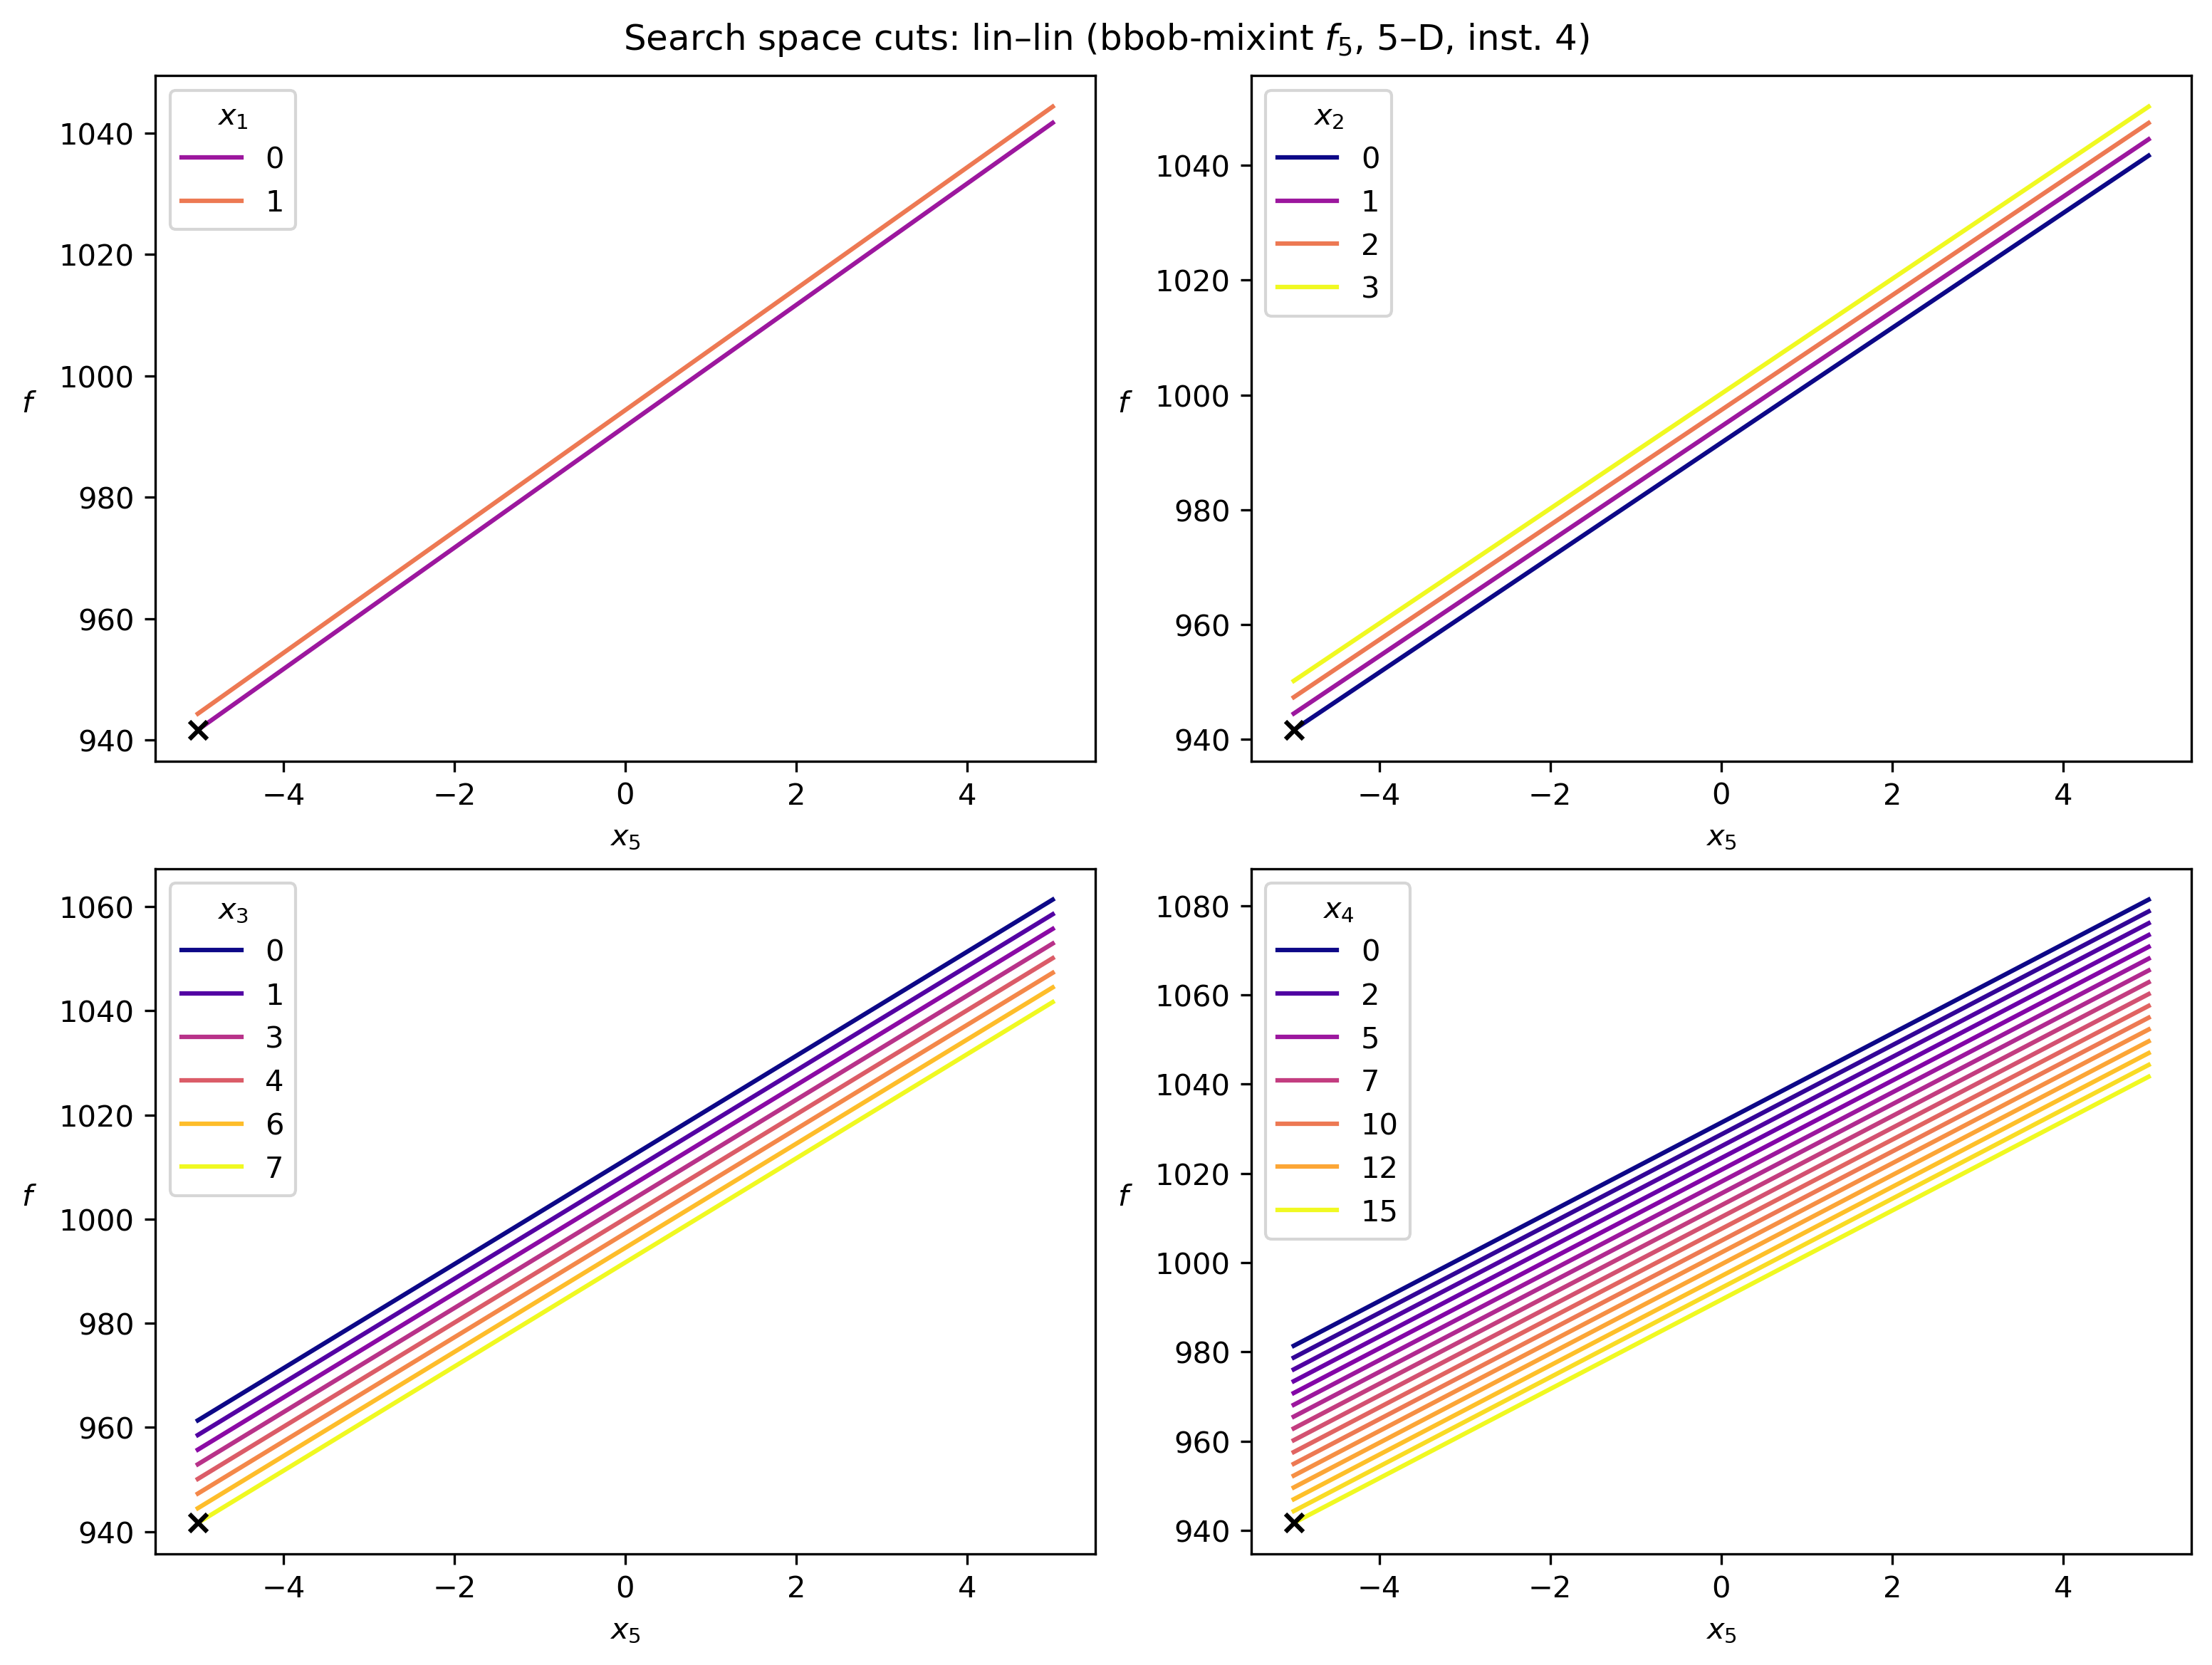 Search space cuts: lin–lin (bbob-mixint f₅, 5–D, inst. 4)
x₁
0
1
1040
1020
1000
980
960
940
f
−4 −2 0 2 4
x₅
x₂
0
1
2
3
1040
1020
1000
980
960
940
f
−4 −2 0 2 4
x₅
x₃
0
1
3
4
6
7
1060
1040
1020
1000
980
960
940
f
−4 −2 0 2 4
x₅
x₄
0
2
5
7
10
12
15
1080
1060
1040
1020
1000
980
960
940
f
−4 −2 0 2 4
x₅